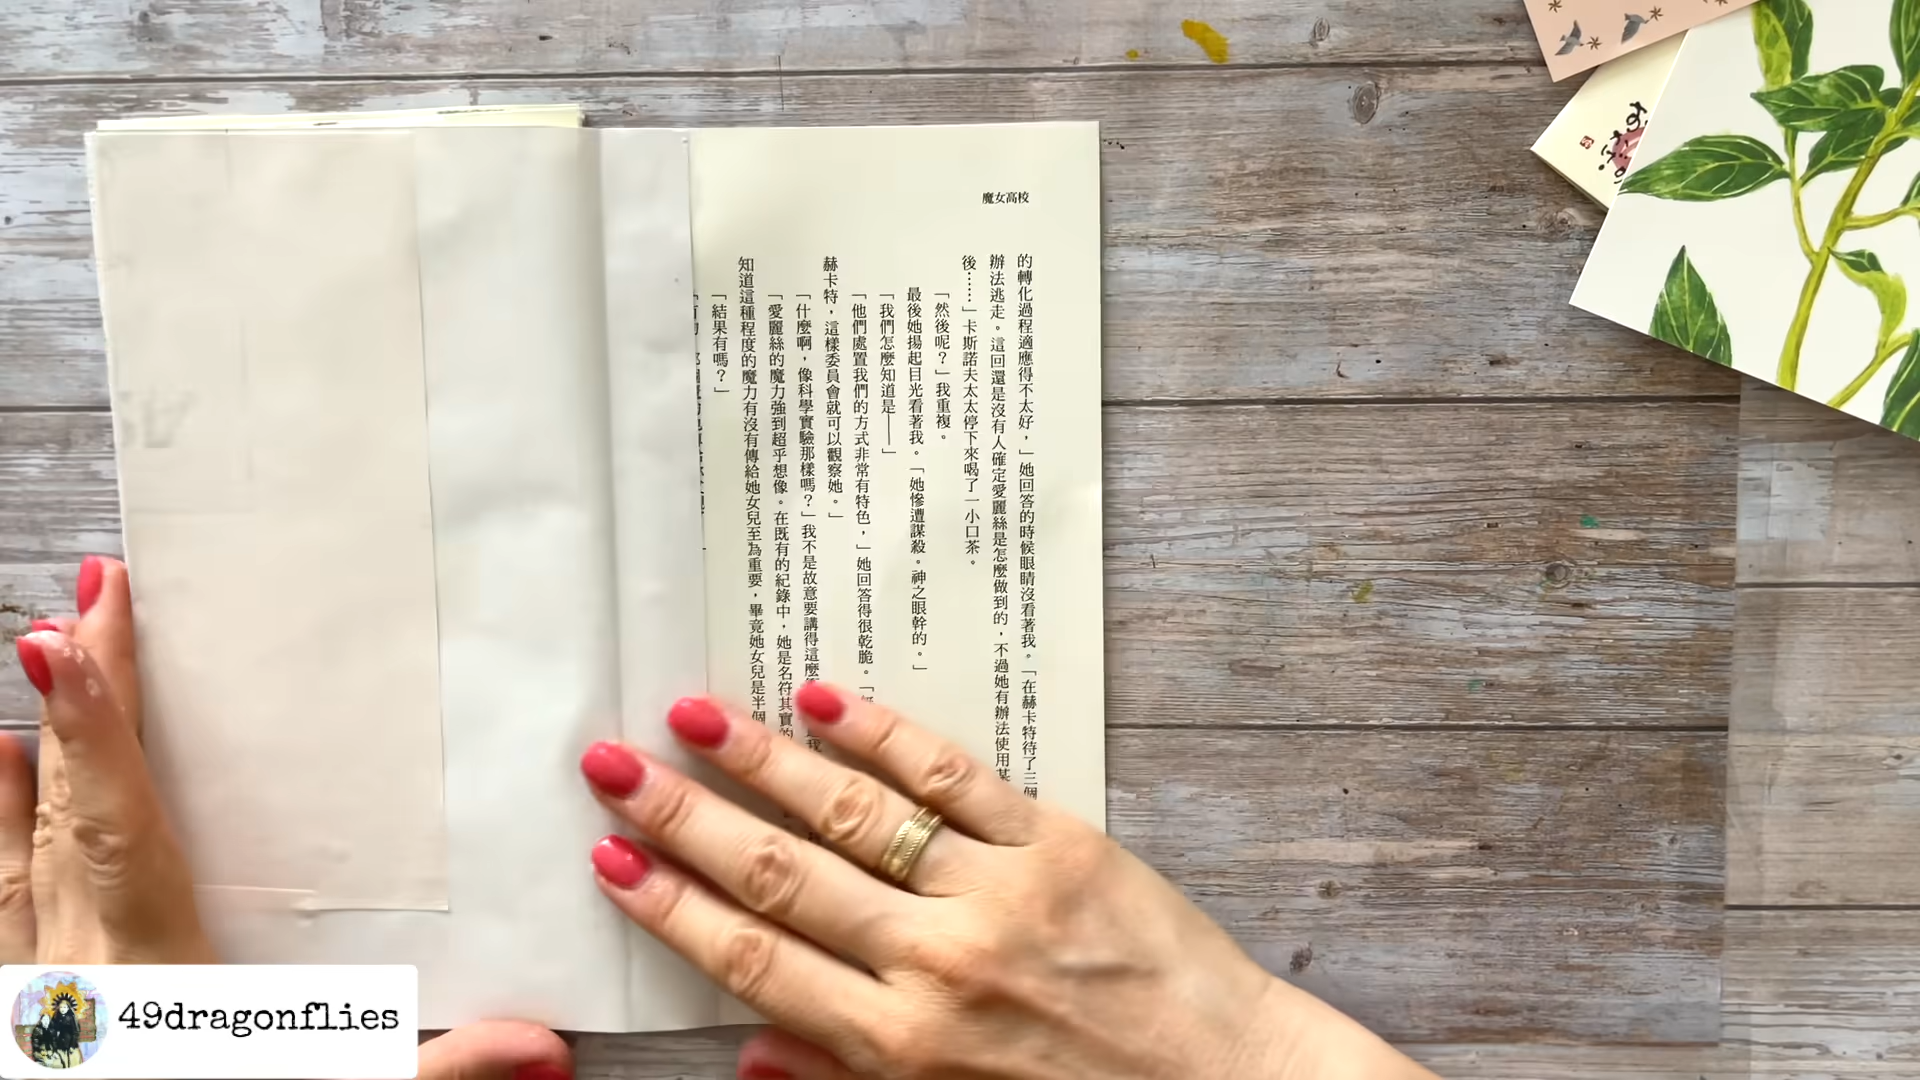 魔女高校
的轉化過程適應得不太好，」她回答的時候眼睛沒看著我。「在赫卡特待了三個
辦法逃走。這回還是沒有人確定愛麗絲是怎麼做到的，不過她有辦法使用某
後⋯⋯」卡斯諾夫太太停下來喝了一小口茶。
「然後呢？」我重複。
最後她揚起目光看著我。「她慘遭謀殺。神之眼幹的。」
「我們怎麼知道是——」
「他們處置我們的方式非常有特色，」她回答得很乾脆。「
赫卡特，這樣委員會就可以觀察她。」
「什麼啊，像科學實驗那樣嗎？」我不是故意要講得這麼
「愛麗絲的魔力強到超乎想像。在既有的紀錄中，她是名符其實的
知道這種程度的魔力有沒有傳給她女兒至為重要，畢竟她女兒是半個
「結果有嗎？」
49dragonflies